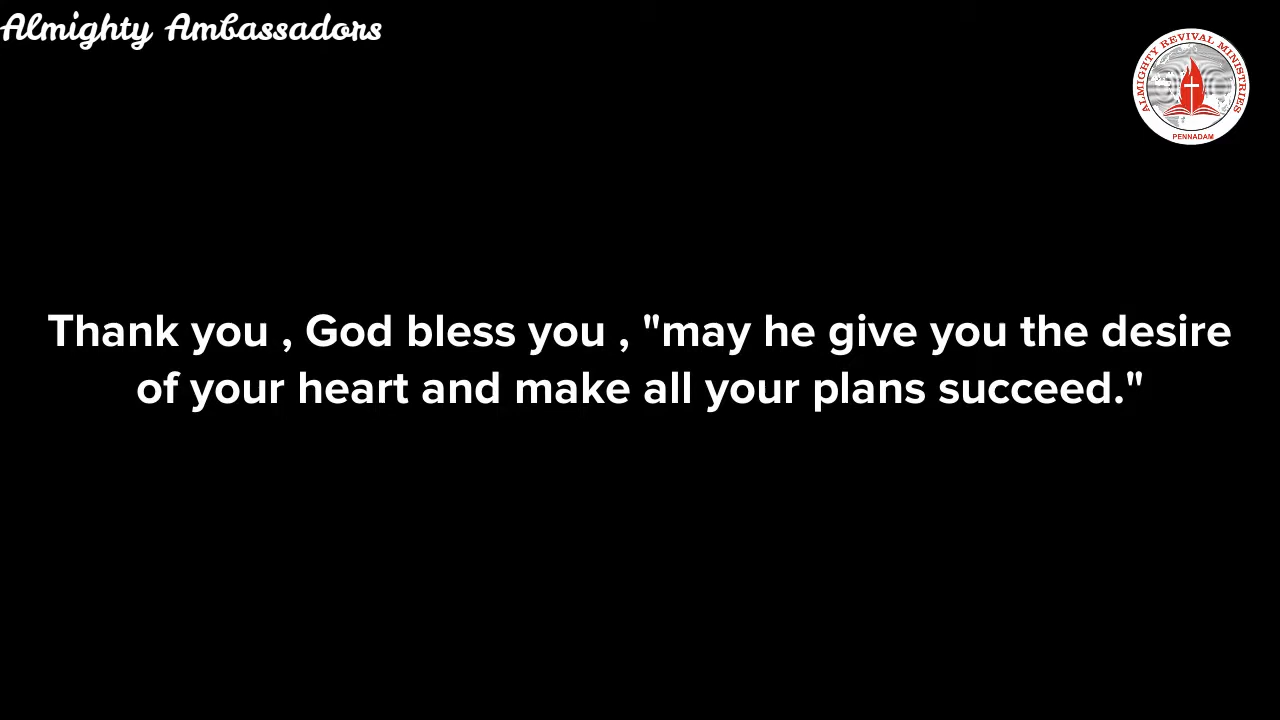 Almighty Ambassadors
ALMIGHTY REVIVAL MINISTRIES
PENNADAM
Thank you , God bless you , "may he give you the desire
of your heart and make all your plans succeed."